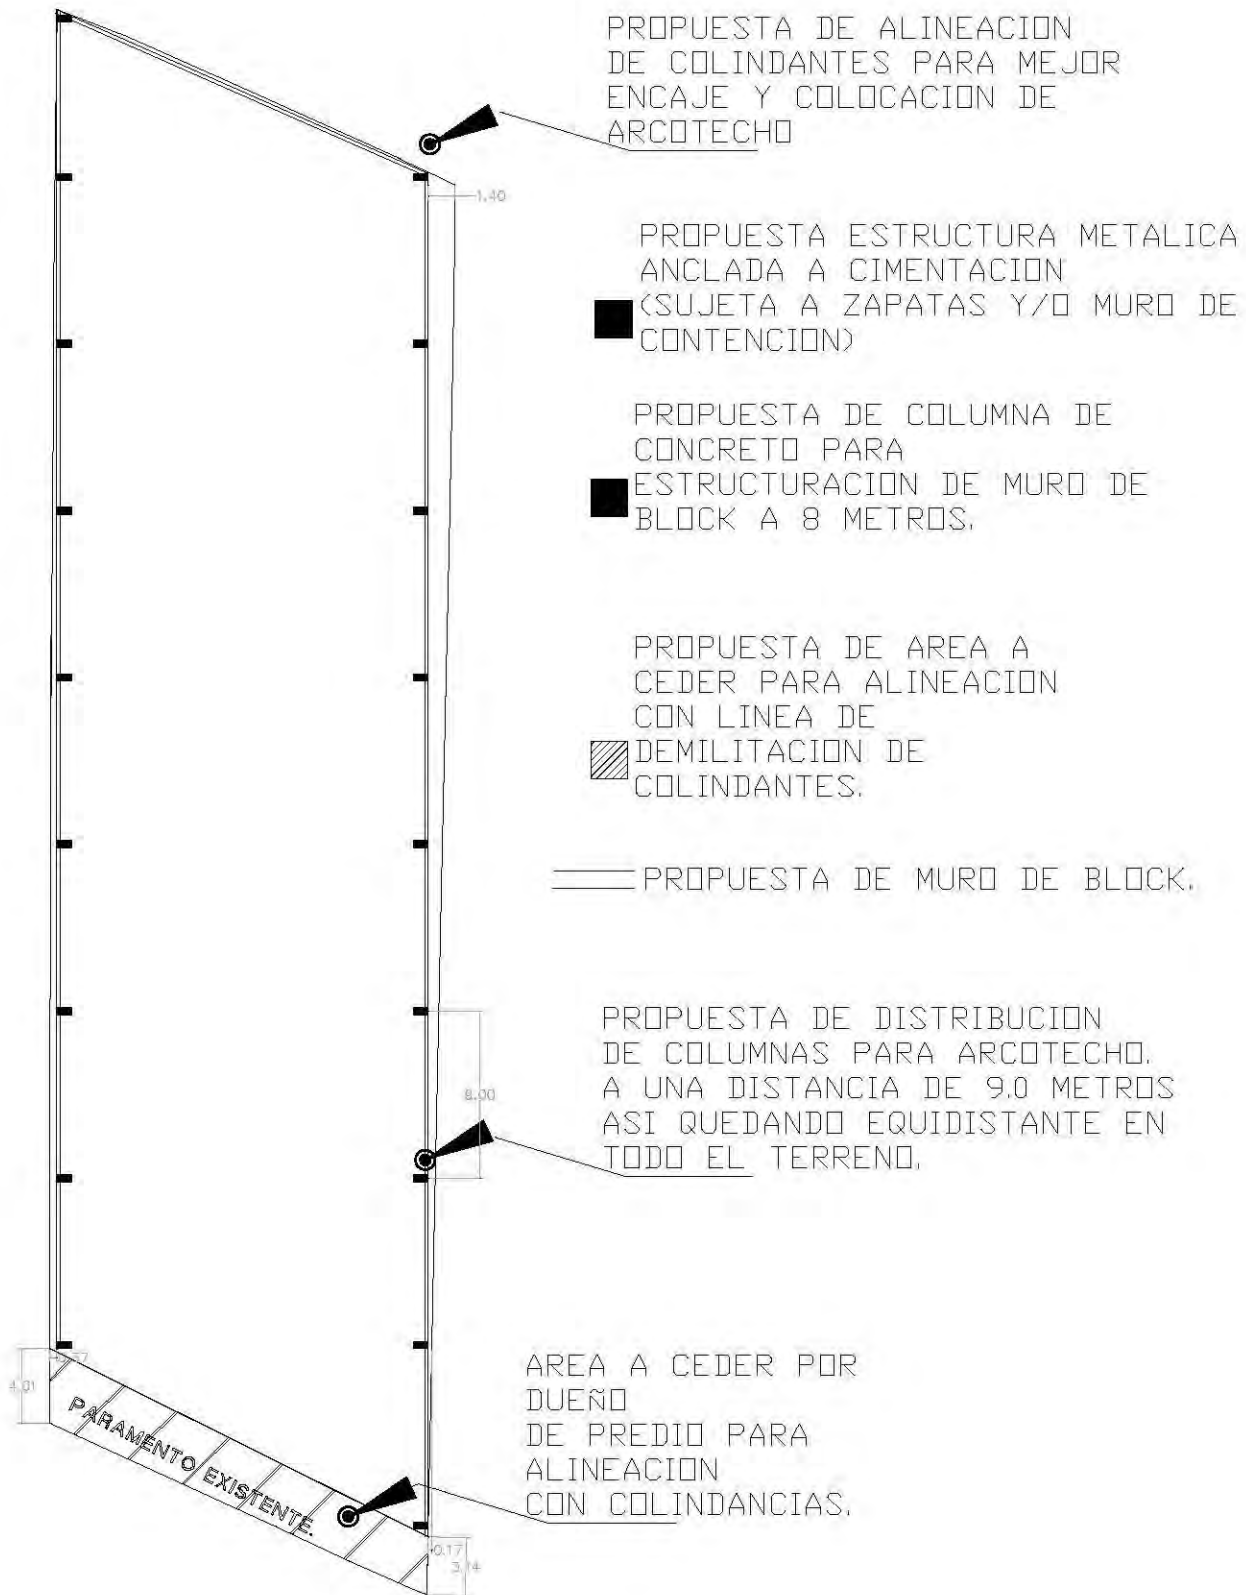 PROPUESTA DE ALINEACION
DE COLINDANTES PARA MEJOR
ENCAJE Y COLOCACION DE
ARCOTECHO
1.40
PROPUESTA ESTRUCTURA METALICA
ANCLADA A CIMENTACION
(SUJETA A ZAPATAS Y/O MURO DE
CONTENCION)
PROPUESTA DE COLUMNA DE
CONCRETO PARA
ESTRUCTURACION DE MURO DE
BLOCK A 8 METROS.
PROPUESTA DE AREA A
CEDER PARA ALINEACION
CON LINEA DE
DEMILITACION DE
COLINDANTES.
PROPUESTA DE MURO DE BLOCK.
PROPUESTA DE DISTRIBUCION
DE COLUMNAS PARA ARCOTECHO.
A UNA DISTANCIA DE 9.0 METROS
ASI QUEDANDO EQUIDISTANTE EN
TODO EL TERRENO.
8.00
AREA A CEDER POR
DUEÑO
DE PREDIO PARA
ALINEACION
CON COLINDANCIAS.
4.01
PARAMENTO EXISTENTE.
0.17